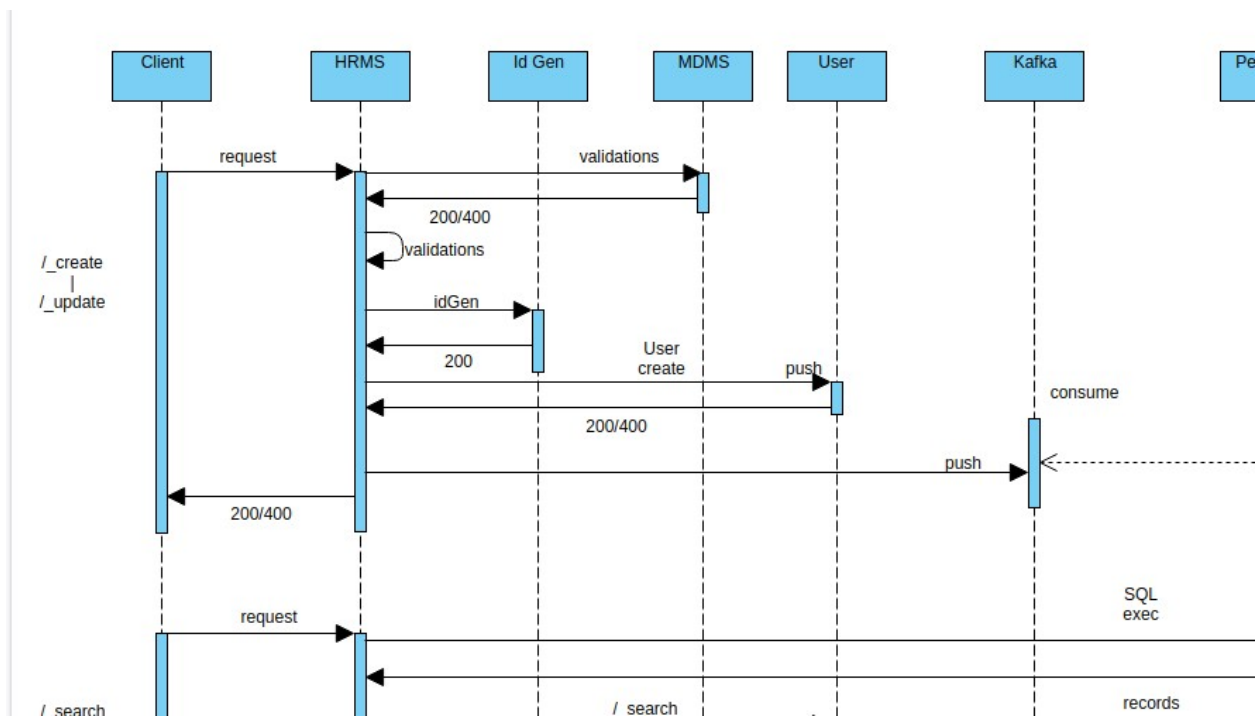 Client
HRMS
Id Gen
MDMS
User
Kafka
Pe
request
validations
200/400
validations
/_create
|
/_update
idGen
200
User
create
push
consume
200/400
push
200/400
SQL
exec
request
records
/_search
/_search